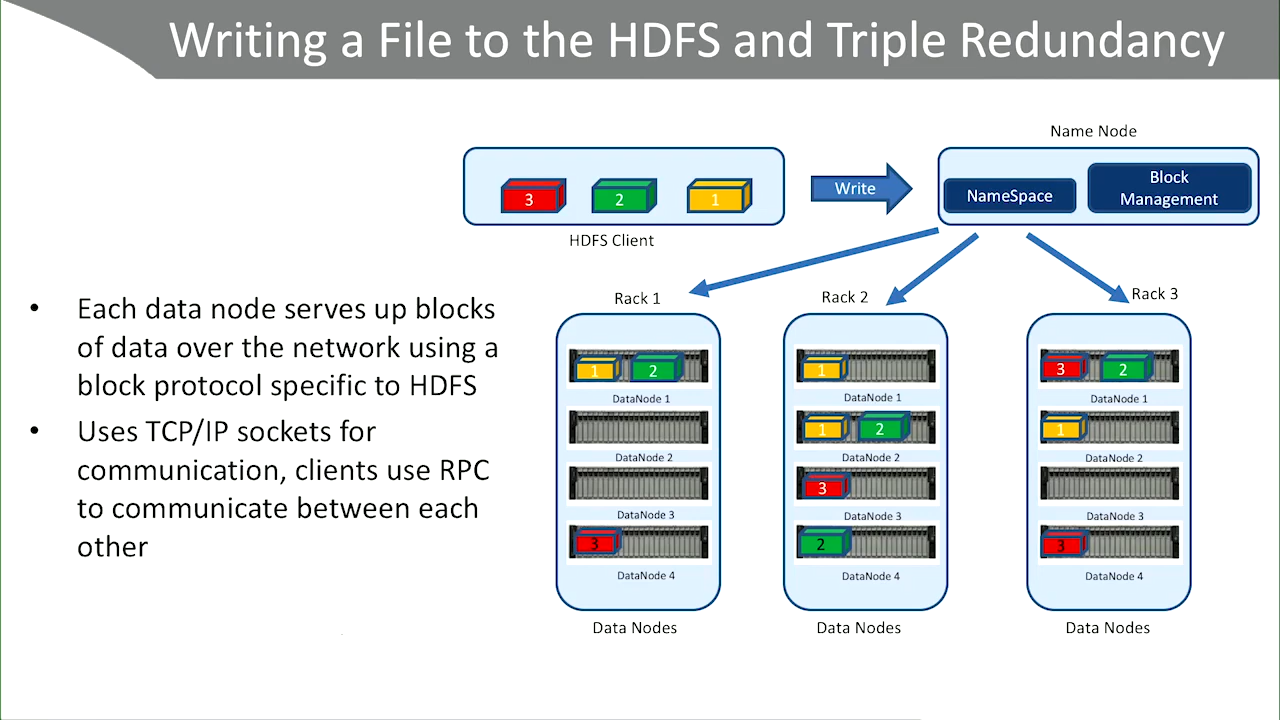 Writing a File to the HDFS and Triple Redundancy
Name Node
3
2
1
Write
NameSpace
Block
Management
HDFS Client
• Each data node serves up blocks
of data over the network using a
block protocol specific to HDFS
• Uses TCP/IP sockets for
communication, clients use RPC
to communicate between each
other
Rack 1
1
2
DataNode 1
DataNode 2
DataNode 3
3
DataNode 4
Data Nodes
Rack 2
1
DataNode 1
1
2
DataNode 2
3
DataNode 3
2
DataNode 4
Data Nodes
Rack 3
3
2
DataNode 1
1
DataNode 2
DataNode 3
3
DataNode 4
Data Nodes